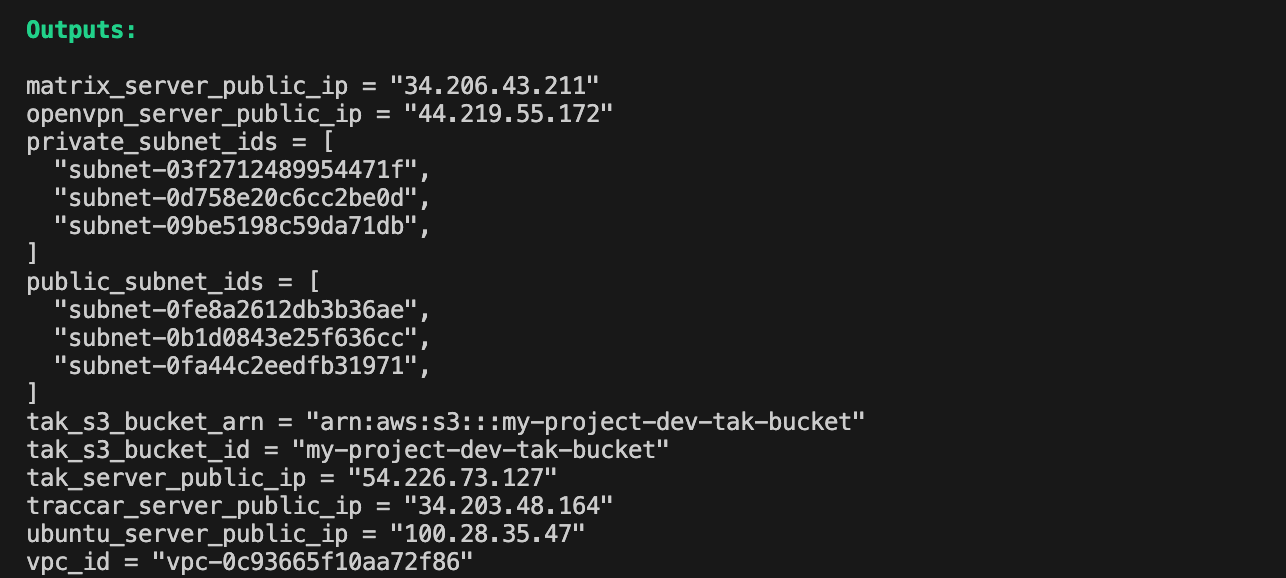 Outputs:
matrix_server_public_ip = "34.206.43.211"
openvpn_server_public_ip = "44.219.55.172"
private_subnet_ids = [
  "subnet-03f2712489954471f",
  "subnet-0d758e20c6cc2be0d",
  "subnet-09be5198c59da71db",
]
public_subnet_ids = [
  "subnet-0fe8a2612db3b36ae",
  "subnet-0b1d0843e25f636cc",
  "subnet-0fa44c2eedfb31971",
]
tak_s3_bucket_arn = "arn:aws:s3:::my-project-dev-tak-bucket"
tak_s3_bucket_id = "my-project-dev-tak-bucket"
tak_server_public_ip = "54.226.73.127"
traccar_server_public_ip = "34.203.48.164"
ubuntu_server_public_ip = "100.28.35.47"
vpc_id = "vpc-0c93665f10aa72f86"